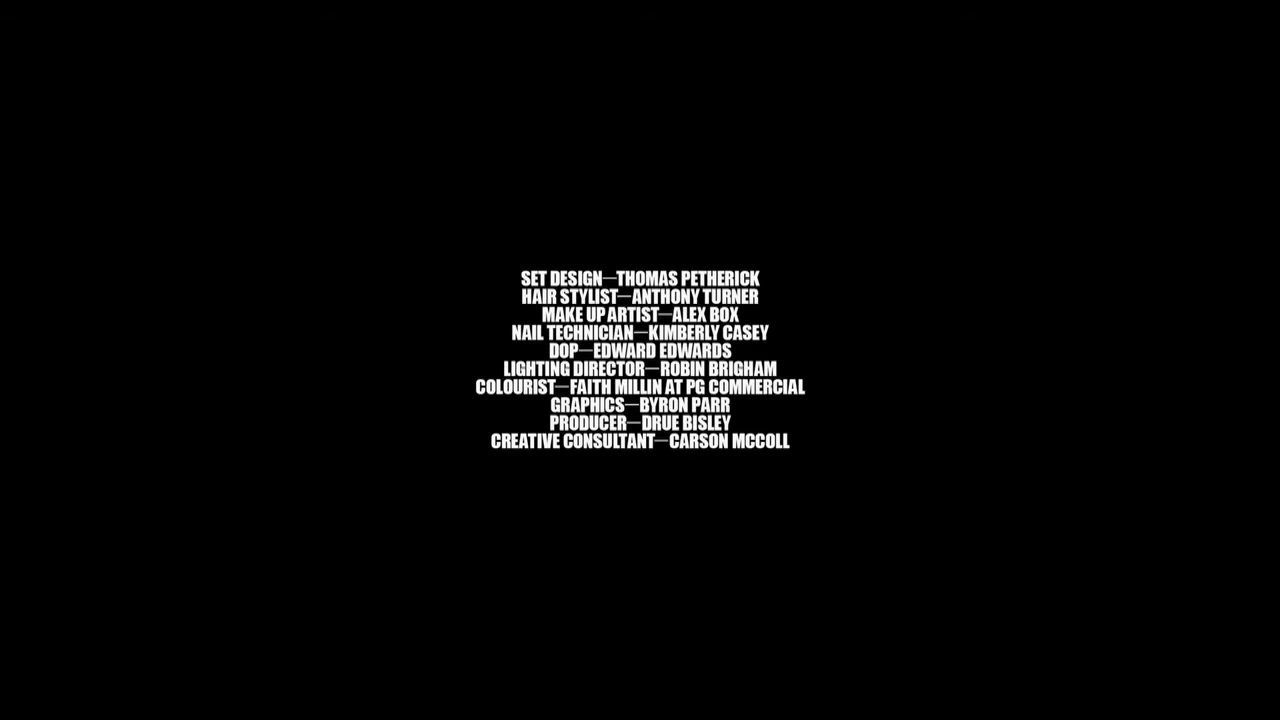 SET DESIGN—THOMAS PETHERICK
HAIR STYLIST—ANTHONY TURNER
MAKE UP ARTIST—ALEX BOX
NAIL TECHNICIAN—KIMBERLY CASEY
DOP—EDWARD EDWARDS
LIGHTING DIRECTOR—ROBIN BRIGHAM
COLOURIST—FAITH MILLIN AT PG COMMERCIAL
GRAPHICS—BYRON PARR
PRODUCER—DRUE BISLEY
CREATIVE CONSULTANT—CARSON MCCOLL